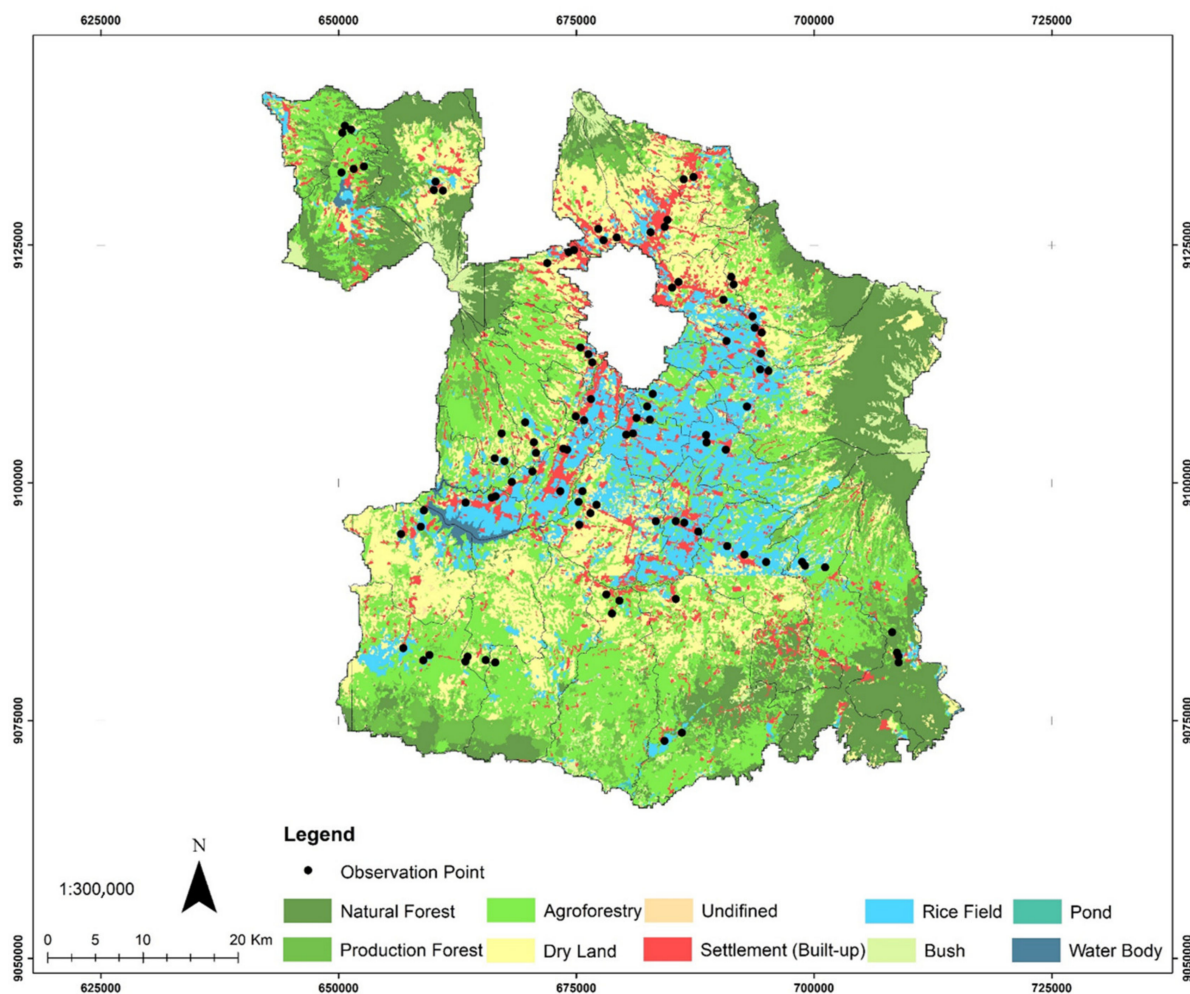 625000 650000 675000 700000 725000
9125000 9125000
9100000 9100000
9075000 9075000
9050000 9050000
Legend
Observation Point
N
1:300,000
0 5 10 20 Km
Natural Forest Agroforestry Undifined Rice Field Pond
Production Forest Dry Land Settlement (Built-up) Bush Water Body
625000 650000 675000 700000 725000